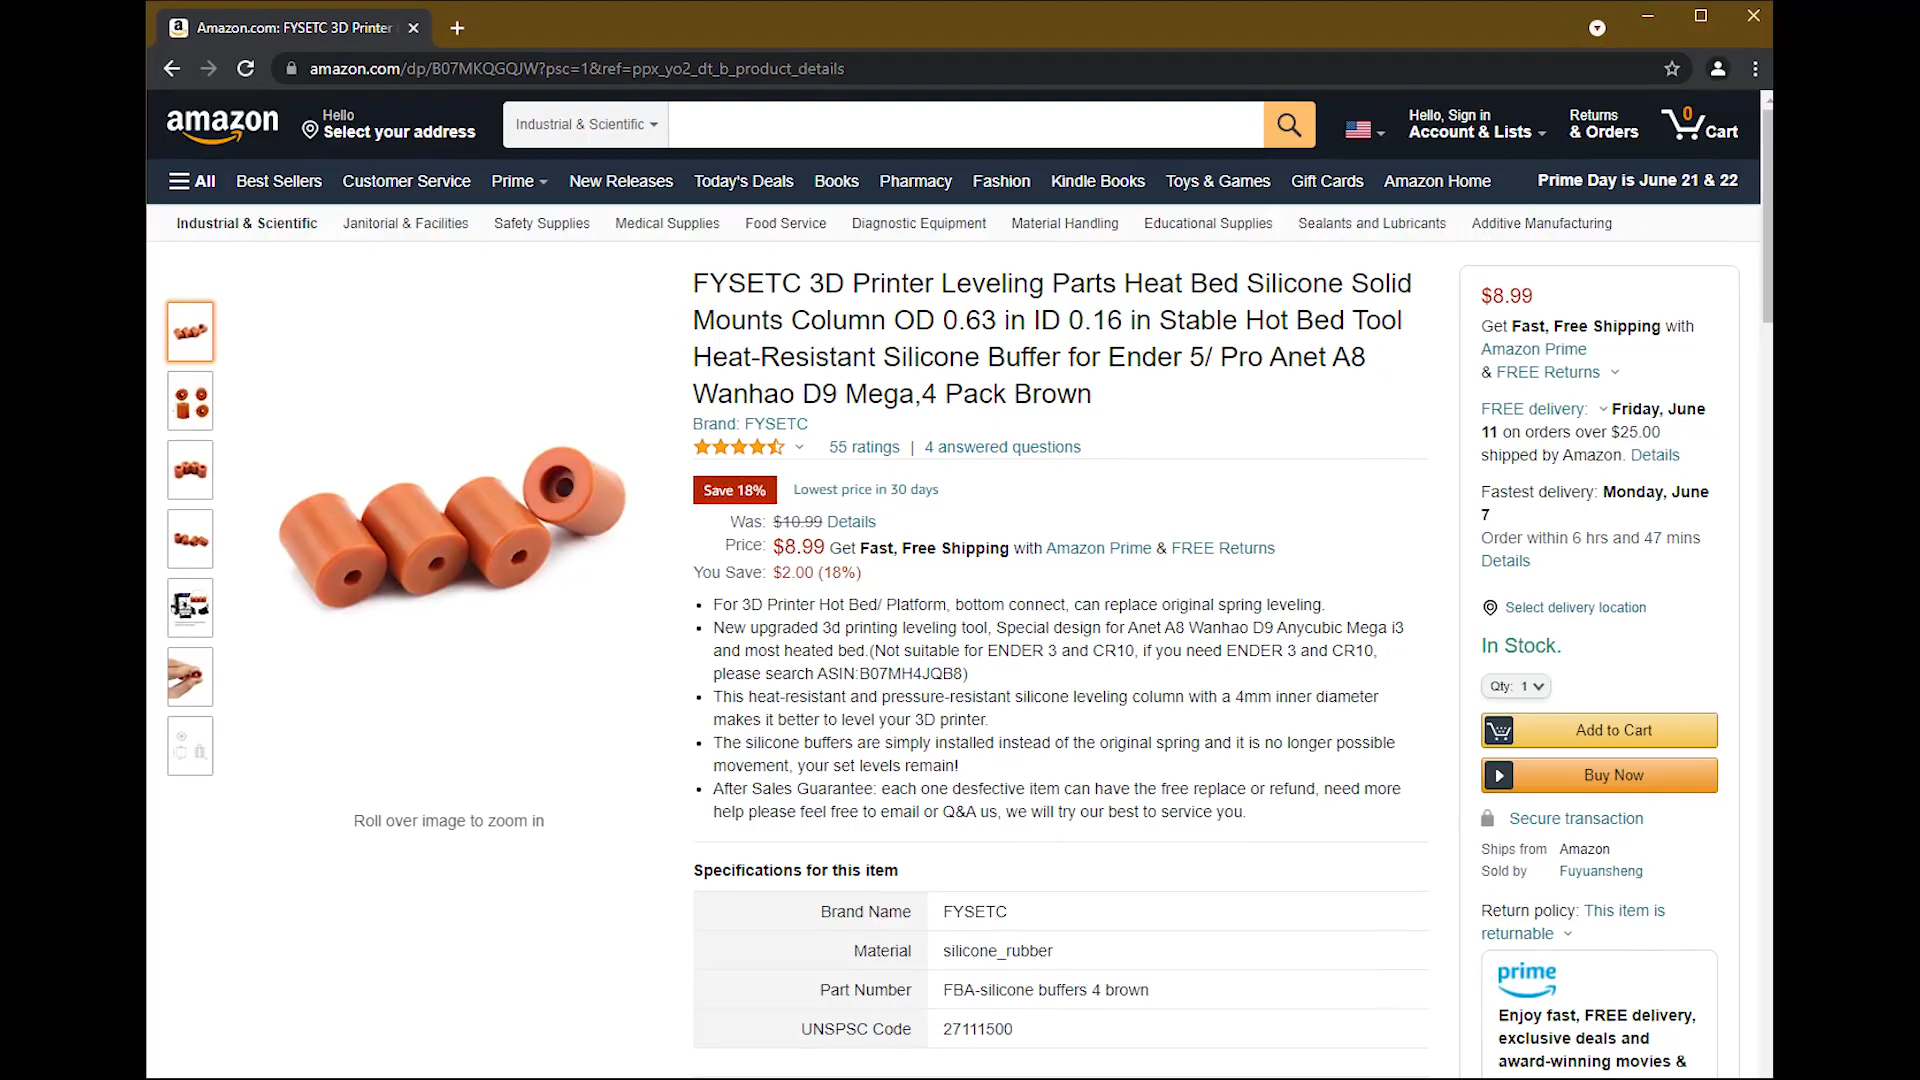 Amazon.com: FYSETC 3D Printer
amazon.com/dp/B07MKQGQJW?psc=1&ref=ppx_yo2_dt_b_product_details
amazon
Hello
Select your address
Industrial & Scientific
Hello, Sign in
Account & Lists
Returns
& Orders
0
Cart
All Best Sellers Customer Service Prime New Releases Today's Deals Books Pharmacy Fashion Kindle Books Toys & Games Gift Cards Amazon Home Prime Day is June 21 & 22
Industrial & Scientific Janitorial & Facilities Safety Supplies Medical Supplies Food Service Diagnostic Equipment Material Handling Educational Supplies Sealants and Lubricants Additive Manufacturing
Roll over image to zoom in
FYSETC 3D Printer Leveling Parts Heat Bed Silicone Solid
Mounts Column OD 0.63 in ID 0.16 in Stable Hot Bed Tool
Heat-Resistant Silicone Buffer for Ender 5/ Pro Anet A8
Wanhao D9 Mega,4 Pack Brown
Brand: FYSETC
55 ratings | 4 answered questions
Save 18% Lowest price in 30 days
Was: $10.99 Details
Price: $8.99 Get Fast, Free Shipping with Amazon Prime & FREE Returns
You Save: $2.00 (18%)
• For 3D Printer Hot Bed/ Platform, bottom connect, can replace original spring leveling.
• New upgraded 3d printing leveling tool, Special design for Anet A8 Wanhao D9 Anycubic Mega i3
and most heated bed.(Not suitable for ENDER 3 and CR10, if you need ENDER 3 and CR10,
please search ASIN:B07MH4JQB8)
• This heat-resistant and pressure-resistant silicone leveling column with a 4mm inner diameter
makes it better to level your 3D printer.
• The silicone buffers are simply installed instead of the original spring and it is no longer possible
movement, your set levels remain!
• After Sales Guarantee: each one desfective item can have the free replace or refund, need more
help please feel free to email or Q&A us, we will try our best to service you.
Specifications for this item
Brand Name FYSETC
Material silicone_rubber
Part Number FBA-silicone buffers 4 brown
UNSPSC Code 27111500
$8.99
Get Fast, Free Shipping with
Amazon Prime
& FREE Returns
FREE delivery: Friday, June
11 on orders over $25.00
shipped by Amazon. Details
Fastest delivery: Monday, June
7
Order within 6 hrs and 47 mins
Details
Select delivery location
In Stock.
Qty: 1
Add to Cart
Buy Now
Secure transaction
Ships from Amazon
Sold by Fuyuansheng
Return policy: This item is
returnable
prime
Enjoy fast, FREE delivery,
exclusive deals and
award-winning movies &